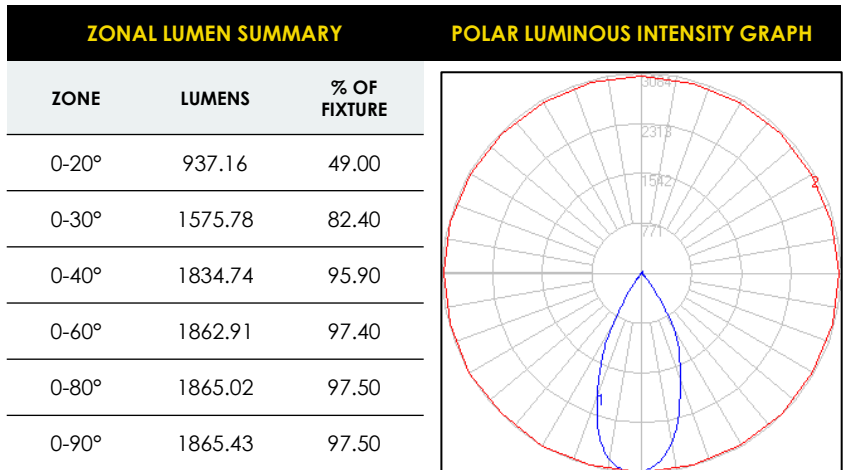 ZONAL LUMEN SUMMARY
POLAR LUMINOUS INTENSITY GRAPH
ZONE LUMENS % OF
FIXTURE
0-20° 937.16 49.00
0-30° 1575.78 82.40
0-40° 1834.74 95.90
0-60° 1862.91 97.40
0-80° 1865.02 97.50
0-90° 1865.43 97.50
3084
2313
1542
2
771
1